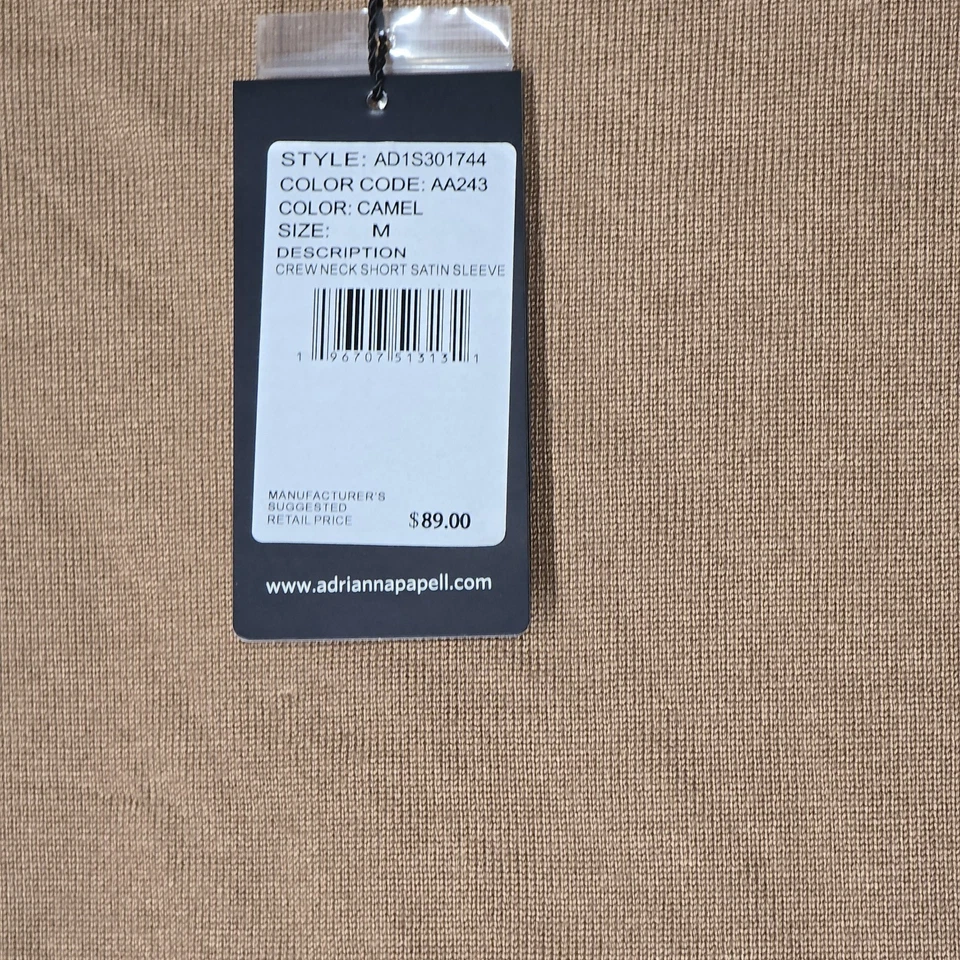 STYLE: AD1S301744
COLOR CODE: AA243
COLOR: CAMEL
SIZE: M
DESCRIPTION
CREW NECK SHORT SATIN SLEEVE
1 96707 51313 1
MANUFACTURER'S
SUGGESTED
RETAIL PRICE $89.00
www.adriannapapell.com